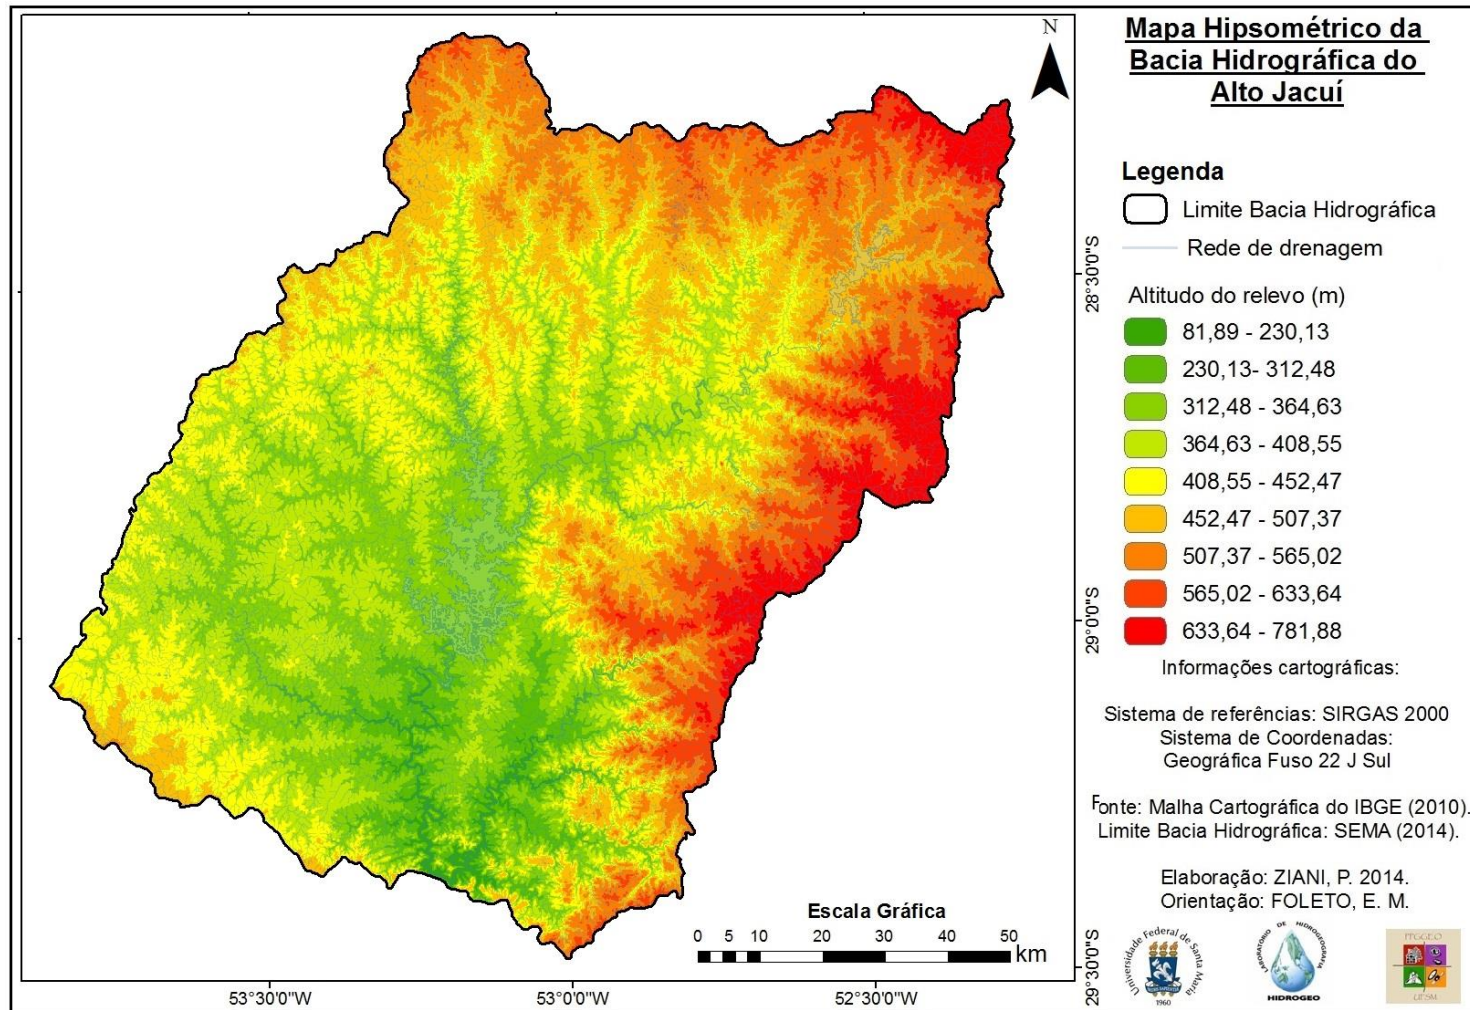 Mapa Hipsométrico da
Bacia Hidrográfica do
Alto Jacuí
N
Legenda
Limite Bacia Hidrográfica
Rede de drenagem
Altitudo do relevo (m)
81,89 - 230,13
230,13- 312,48
312,48 - 364,63
364,63 - 408,55
408,55 - 452,47
452,47 - 507,37
507,37 - 565,02
565,02 - 633,64
633,64 - 781,88
Informações cartográficas:
Sistema de referências: SIRGAS 2000
Sistema de Coordenadas:
Geográfica Fuso 22 J Sul
Fonte: Malha Cartográfica do IBGE (2010).
Limite Bacia Hidrográfica: SEMA (2014).
Elaboração: ZIANI, P. 2014.
Orientação: FOLETO, E. M.
Universidade Federal de Santa Maria
1960
LABORATÓRIO DE HIDROGEOGRAFIA
HIDROGEO
PPGGEO
UFSM
Escala Gráfica
0 5 10 20 30 40 50
km
28°30'0"S
29°0'0"S
29°30'0"S
53°30'0"W
53°0'0"W
52°30'0"W